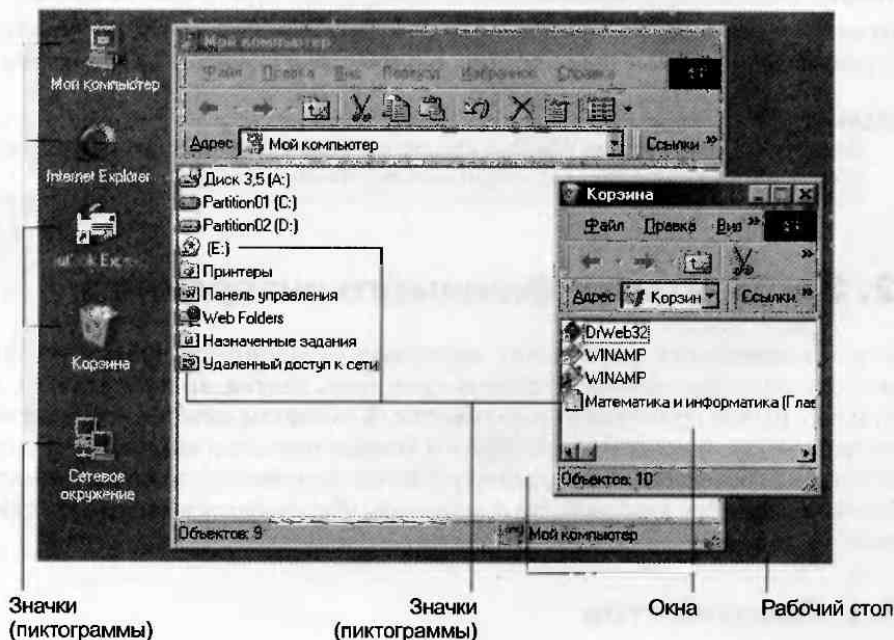 Мой компьютер
Internet Explorer
Корзина
Сетевое
окружение
Мой компьютер
Файл Правка Вид Переход Избранное Справка
Адрес Мой компьютер Ссылки »
Диск 3,5 (A:)
Partition01 (C:)
Partition02 (D:)
(E:)
Принтеры
Панель управления
Web Folders
Назначенные задания
Удаленный доступ к сети
Объектов: 9 Мой компьютер
Корзина
Файл Правка Вид »
Адрес Корзин Ссылки »
DrWeb32
WINAMP
WINAMP
Математика и информатика (Глав
Объектов: 10
Значки
(пиктограммы)
Значки
(пиктограммы)
Окна
Рабочий стол